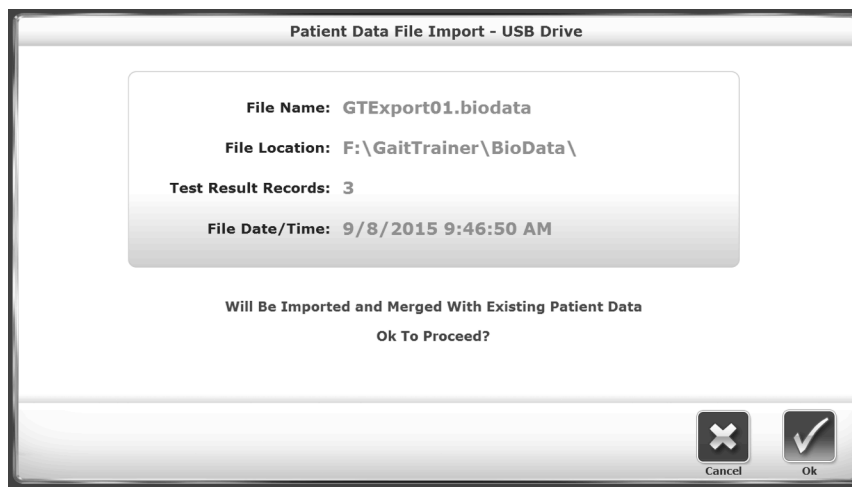 Patient Data File Import - USB Drive
File Name: GTExport01.biodata
File Location: F:\GaitTrainer\BioData\
Test Result Records: 3
File Date/Time: 9/8/2015 9:46:50 AM
Will Be Imported and Merged With Existing Patient Data
Ok To Proceed?
Cancel Ok